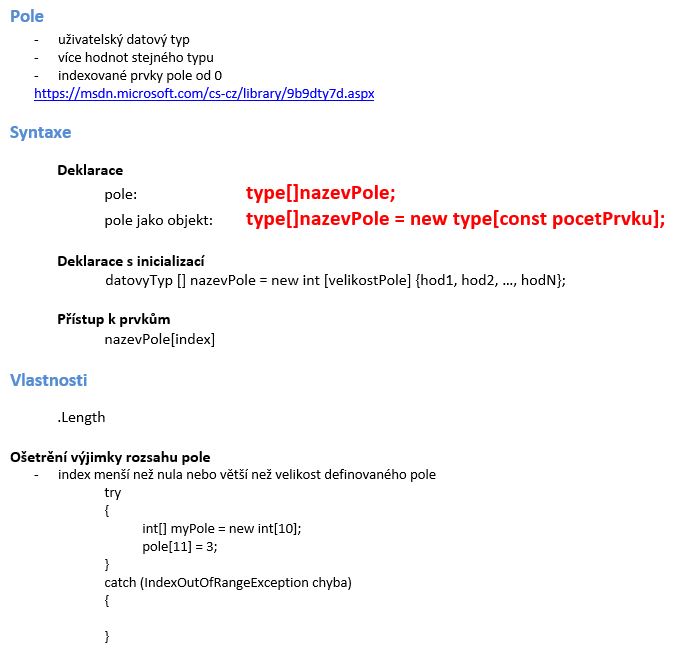 Pole
- uživatelský datový typ
- více hodnot stejného typu
- indexované prvky pole od 0
https://msdn.microsoft.com/cs-cz/library/9b9dty7d.aspx
Syntaxe
Deklarace
pole: type[]nazevPole;
pole jako objekt: type[]nazevPole = new type[const pocetPrvku];
Deklarace s inicializací
datovyTyp [] nazevPole = new int [velikostPole] {hod1, hod2, …, hodN};
Přístup k prvkům
nazevPole[index]
Vlastnosti
.Length
Ošetrění výjimky rozsahu pole
- index menší než nula nebo větší než velikost definovaného pole
try
{
int[] myPole = new int[10];
pole[11] = 3;
}
catch (IndexOutOfRangeException chyba)
{
}